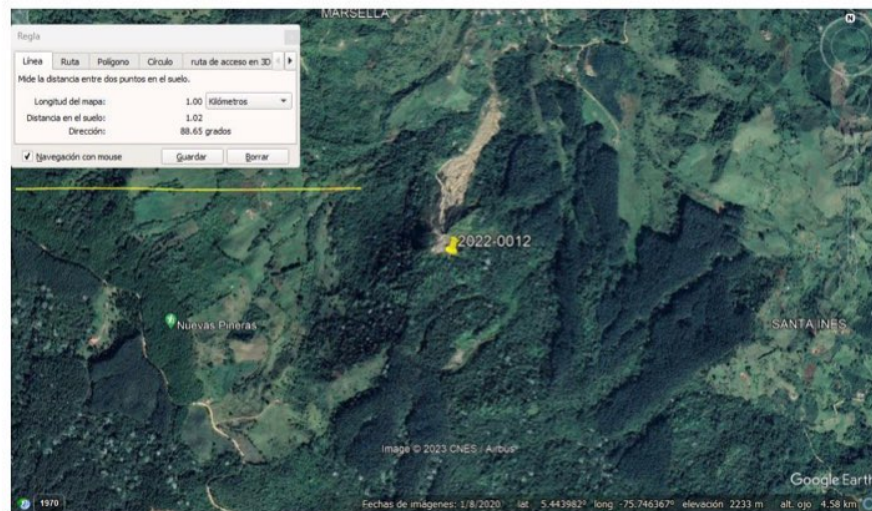 MARSELLA
N
Regla
Línea Ruta Polígono Círculo ruta de acceso en 3D
Mide la distancia entre dos puntos en el suelo.
Longitud del mapa: 1.00 Kilómetros
Distancia en el suelo: 1.02
Dirección: 88.65 grados
Navegación con mouse Guardar Borrar
2022-0012
Nuevas Pineras
SANTA INES
Image © 2023 CNES / Airbus
Google Earth
1970 Fechas de imágenes: 1/8/2020 lat 5.443982° long -75.746367° elevación 2233 m alt. ojo 4.58 km